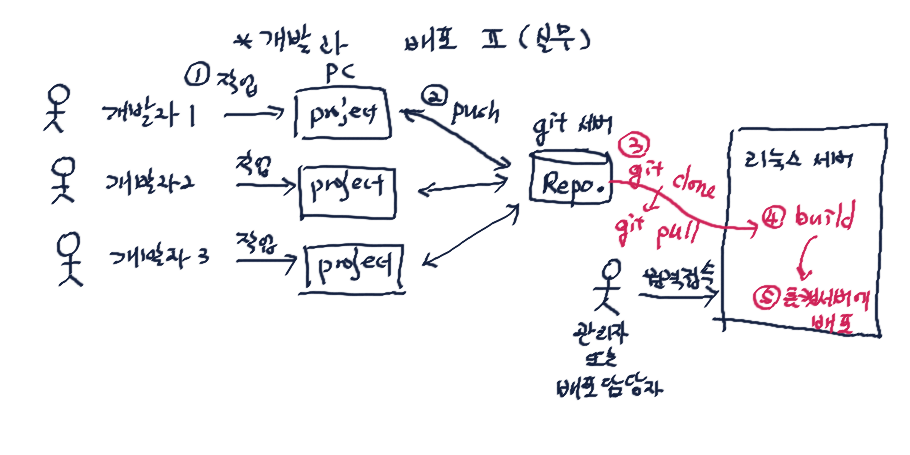 *개발과 배포 II (실무)
① 작업
PC
개발자 1
project
② push
git 서버
개발자 2
작업
project
Repo.
③ git clone
git pull
리눅스 서버
④ build
개발자 3
작업
project
원격접속
⑤ 톰캣서버에
배포
관리자
또는
배포 담당자